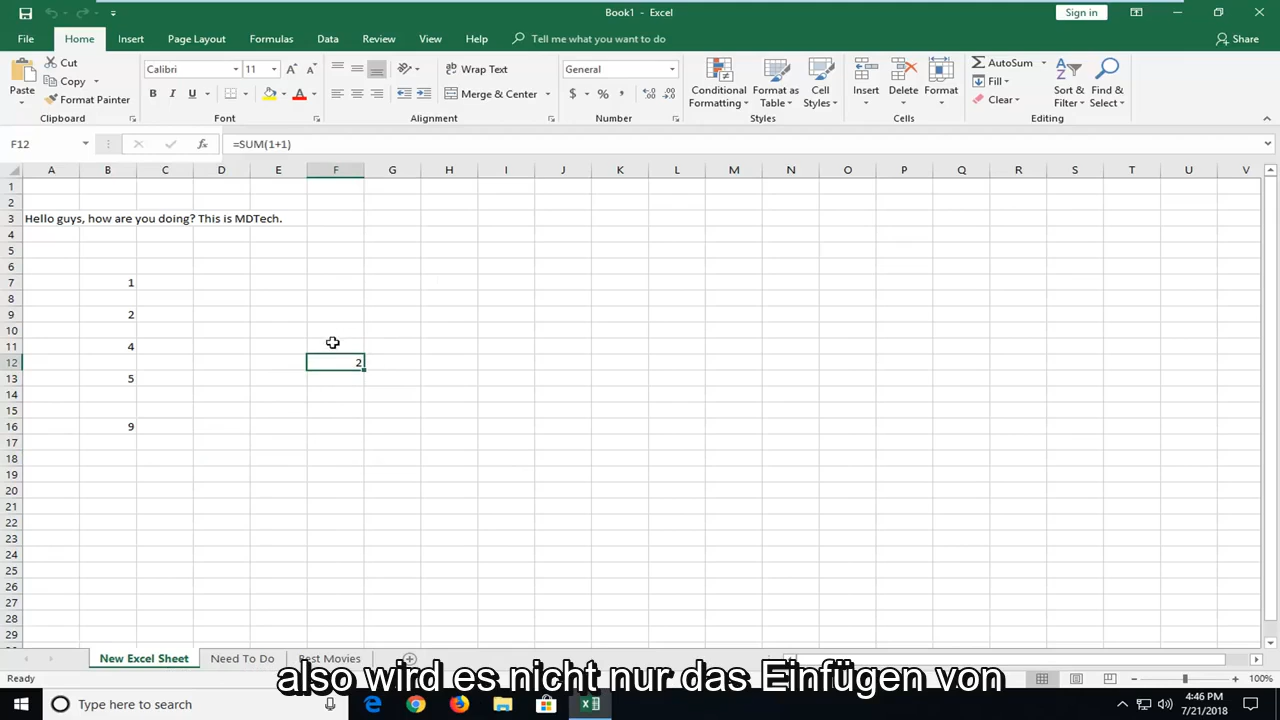 Book1 - Excel
Sign in
File Home Insert Page Layout Formulas Data Review View Help Tell me what you want to do Share
Paste
Cut
Copy
Format Painter
Calibri 11
B I U A
Wrap Text
Merge & Center
General
$ %
Conditional Formatting
Format as Table
Cell Styles
Insert
Delete
Format
AutoSum
Fill
Clear
Sort & Filter
Find & Select
Clipboard Font Alignment Number Styles Cells Editing
F12 fx =SUM(1+1)
A B C D E F G H I J K L M N O P Q R S T U V
1
2
3 Hello guys, how are you doing? This is MDTech.
4
5
6
7 1
8
9 2
10
11 4
12 2
13 5
14
15
16 9
17
18
19
20
21
22
23
24
25
26
27
28
29
New Excel Sheet Need To Do Best Movies
also wird es nicht nur das Einfügen von
Ready 100%
Type here to search
4:46 PM
7/21/2018